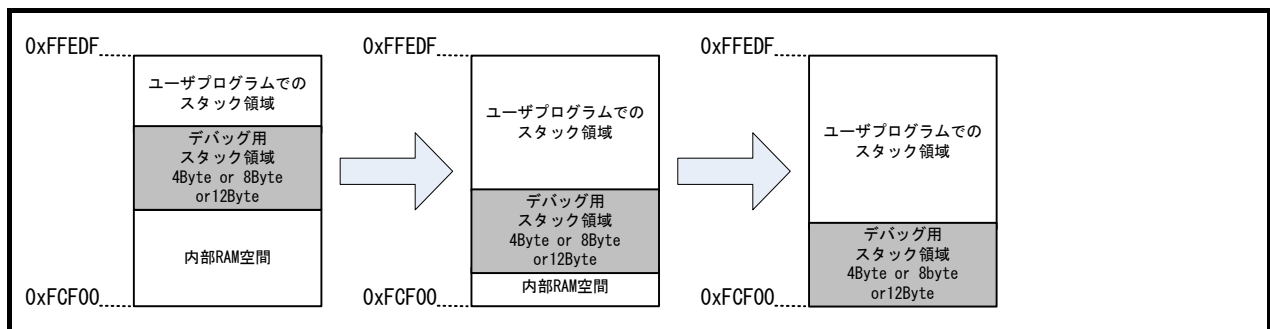 0xFFEDF
ユーザプログラムでの
スタック領域
デバッグ用
スタック領域
4Byte or 8Byte
or12Byte
内部RAM空間
0xFCF00
0xFFEDF
ユーザプログラムでの
スタック領域
デバッグ用
スタック領域
4Byte or 8Byte
or12Byte
内部RAM空間
0xFCF00
0xFFEDF
ユーザプログラムでの
スタック領域
デバッグ用
スタック領域
4Byte or 8byte
or12Byte
0xFCF00